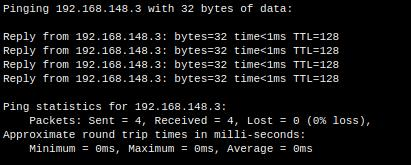 Pinging 192.168.148.3 with 32 bytes of data:
Reply from 192.168.148.3: bytes=32 time<1ms TTL=128
Reply from 192.168.148.3: bytes=32 time<1ms TTL=128
Reply from 192.168.148.3: bytes=32 time<1ms TTL=128
Reply from 192.168.148.3: bytes=32 time<1ms TTL=128
Ping statistics for 192.168.148.3:
Packets: Sent = 4, Received = 4, Lost = 0 (0% loss),
Approximate round trip times in milli-seconds:
Minimum = 0ms, Maximum = 0ms, Average = 0ms